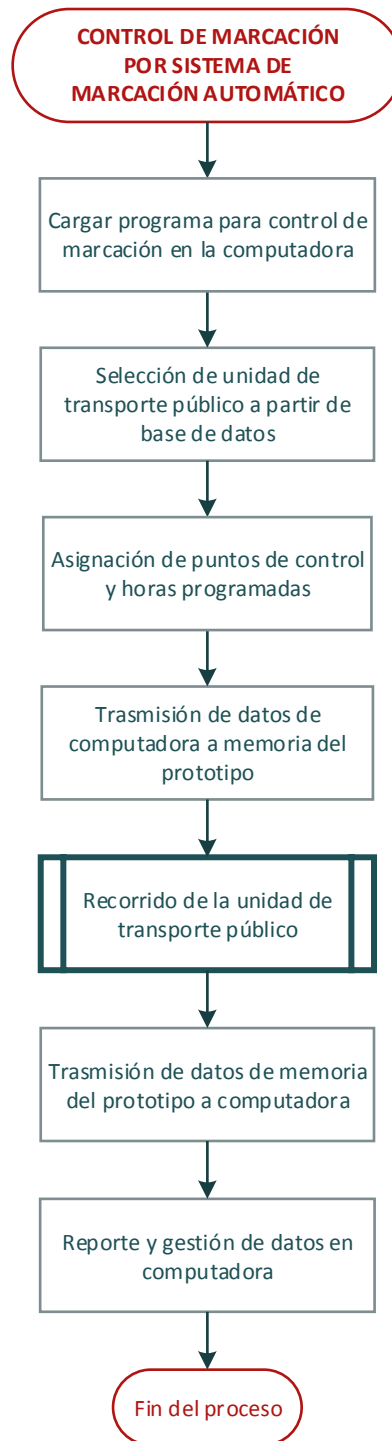 CONTROL DE MARCACIÓN
POR SISTEMA DE
MARCACIÓN AUTOMÁTICO
Cargar programa para control de
marcación en la computadora
Selección de unidad de
transporte público a partir de
base de datos
Asignación de puntos de control
y horas programadas
Trasmisión de datos de
computadora a memoria del
prototipo
Recorrido de la unidad de
transporte público
Trasmisión de datos de memoria
del prototipo a computadora
Reporte y gestión de datos en
computadora
Fin del proceso